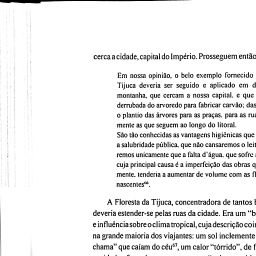 cerca a cidade, capital do Império. Prosseguem então
Em nossa opinião, o belo exemplo fornecido
Tijuca deveria ser seguido e aplicado em d
montanha, que cercam a nossa capital, e que
derrubada do arvoredo para fabricar carvão; das
o plantio das árvores para as praças, para as rua
mente as que seguem ao longo do litoral.
São tão conhecidas as vantagens higiênicas que
a salubridade pública, que não cansaremos o leit
remos unicamente que a falta d'água, que sofre
cuja principal causa é a imperfeição das obras q
mente, tenderia a aumentar de volume com as fl
nascentes⁶⁶.
A Floresta da Tijuca, concentradora de tantos b
deveria estender-se pelas ruas da cidade. Era um "b
e influência sobre o clima tropical, cuja descrição coin
na grande maioria dos viajantes: um sol inclemente
chama" que caíam do céu⁶⁷, um calor "tórrido", de f